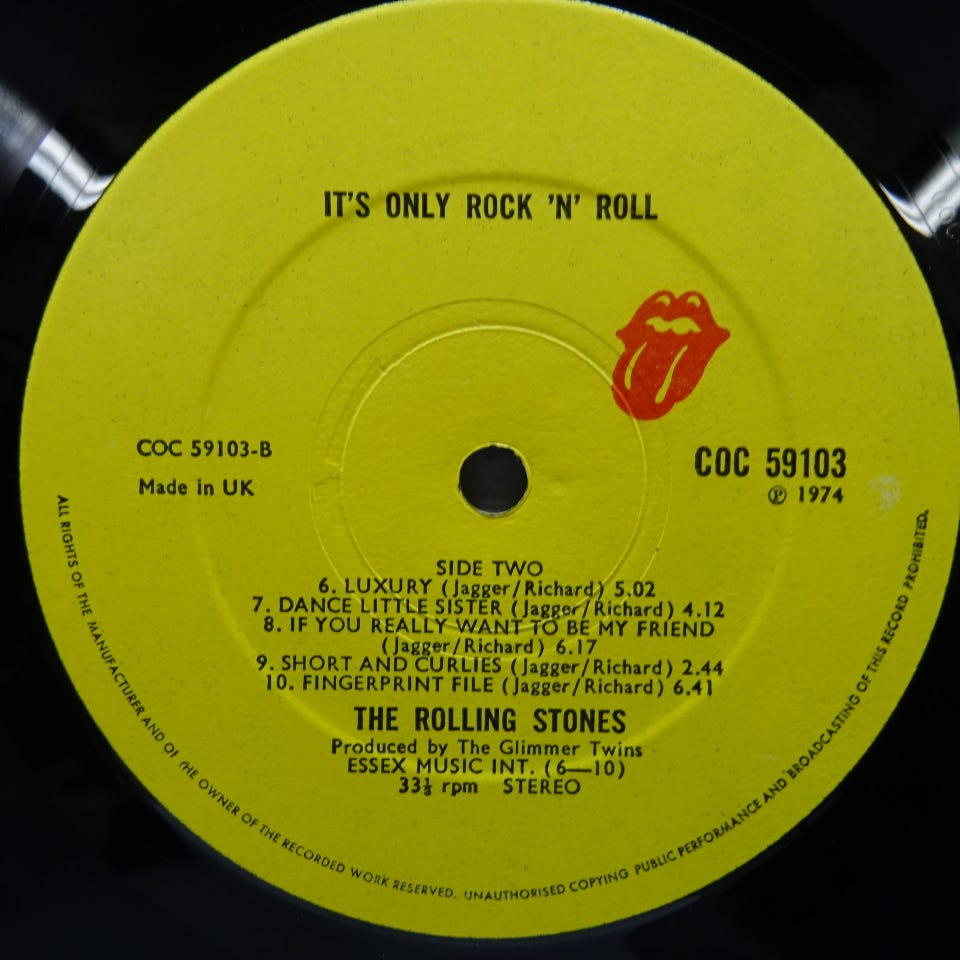 IT'S ONLY ROCK 'N' ROLL
COC 59103-B
Made in UK
COC 59103
℗ 1974
SIDE TWO
6. LUXURY (Jagger/Richard) 5.02
7. DANCE LITTLE SISTER (Jagger/Richard) 4.12
8. IF YOU REALLY WANT TO BE MY FRIEND
(Jagger/Richard) 6.17
9. SHORT AND CURLIES (Jagger/Richard) 2.44
10. FINGERPRINT FILE (Jagger/Richard) 6.41
THE ROLLING STONES
Produced by The Glimmer Twins
ESSEX MUSIC INT. (6—10)
33⅓ rpm STEREO
ALL RIGHTS OF THE MANUFACTURER AND OF THE OWNER OF THE RECORDED WORK RESERVED. UNAUTHORISED COPYING PUBLIC PERFORMANCE AND BROADCASTING OF THIS RECORD PROHIBITED.